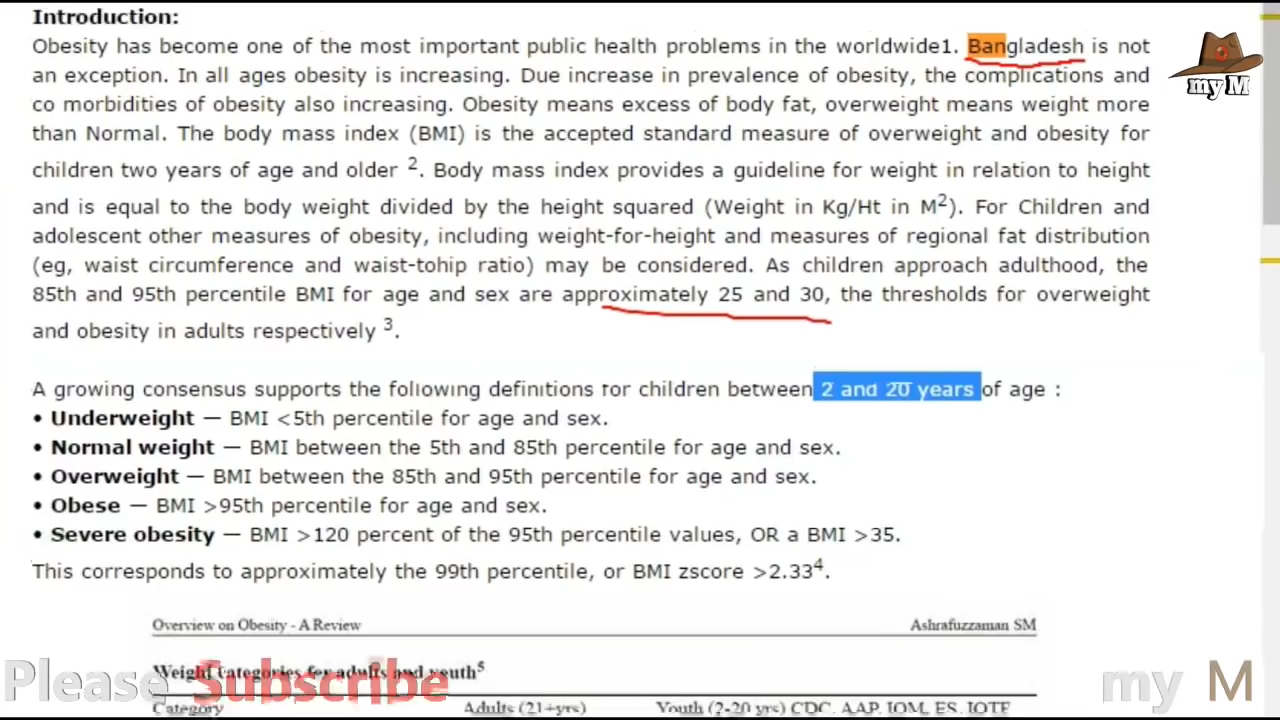 Introduction:
Obesity has become one of the most important public health problems in the worldwide1. Bangladesh is not
an exception. In all ages obesity is increasing. Due increase in prevalence of obesity, the complications and
co morbidities of obesity also increasing. Obesity means excess of body fat, overweight means weight more
than Normal. The body mass index (BMI) is the accepted standard measure of overweight and obesity for
children two years of age and older 2. Body mass index provides a guideline for weight in relation to height
and is equal to the body weight divided by the height squared (Weight in Kg/Ht in M2). For Children and
adolescent other measures of obesity, including weight-for-height and measures of regional fat distribution
(eg, waist circumference and waist-tohip ratio) may be considered. As children approach adulthood, the
85th and 95th percentile BMI for age and sex are approximately 25 and 30, the thresholds for overweight
and obesity in adults respectively 3.
A growing consensus supports the following definitions for children between 2 and 20 years of age :
• Underweight — BMI <5th percentile for age and sex.
• Normal weight — BMI between the 5th and 85th percentile for age and sex.
• Overweight — BMI between the 85th and 95th percentile for age and sex.
• Obese — BMI >95th percentile for age and sex.
• Severe obesity — BMI >120 percent of the 95th percentile values, OR a BMI >35.
This corresponds to approximately the 99th percentile, or BMI zscore >2.334.
Overview on Obesity - A Review Ashrafuzzaman SM
Weight Categories for adults and youth5
Category Adults (21+yrs) Youth (2-20 yrs) CDC, AAP, IOM, ES, IOTF
my M
Please Subscribe
my M